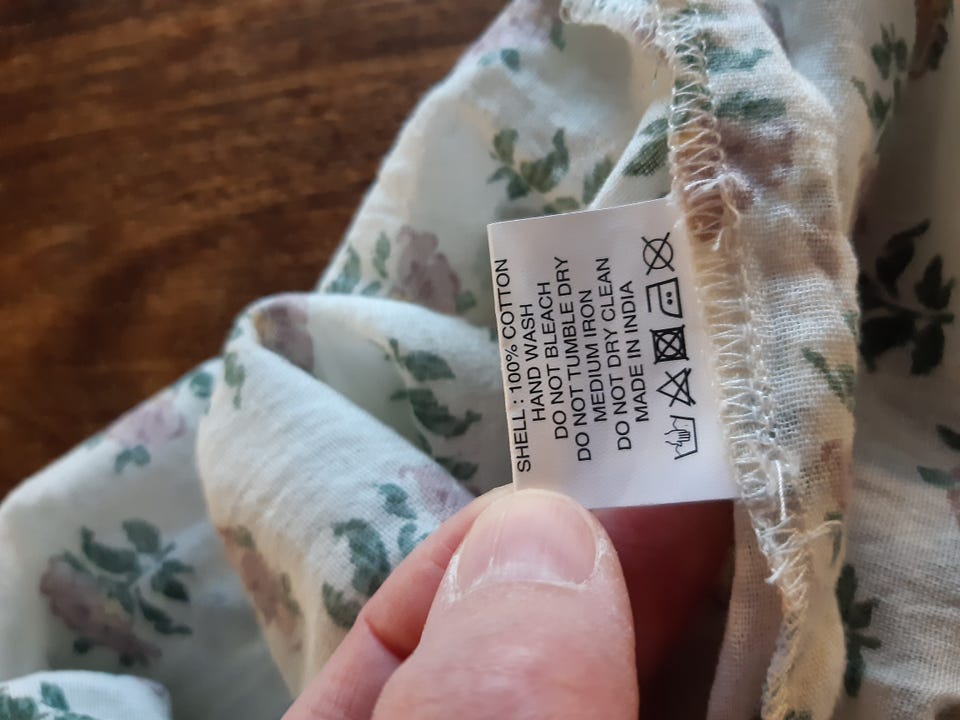 SHELL : 100% COTTON
HAND WASH
DO NOT BLEACH
DO NOT TUMBLE DRY
MEDIUM IRON
DO NOT DRY CLEAN
MADE IN INDIA